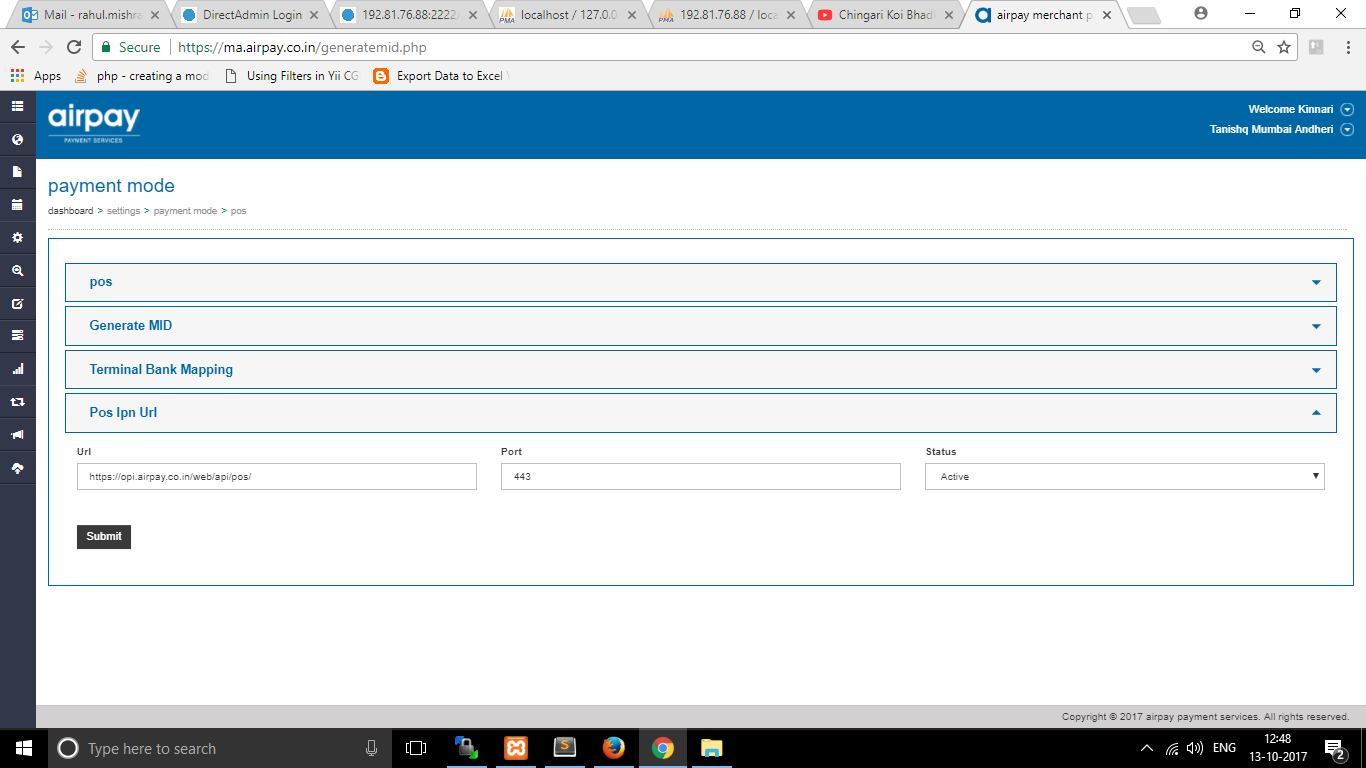 Mail - rahul.mishra
DirectAdmin Login
192.81.76.88:2222
localhost / 127.0.0
192.81.76.88 / loca
Chingari Koi Bhad
airpay merchant p
Secure
https://ma.airpay.co.in/generatemid.php
Apps
php - creating a mod
Using Filters in Yii CG
Export Data to Excel
airpay
PAYMENT SERVICES
Welcome Kinnari
Tanishq Mumbai Andheri
payment mode
dashboard > settings > payment mode > pos
pos
Generate MID
Terminal Bank Mapping
Pos Ipn Url
Url
Port
Status
https://opi.airpay.co.in/web/api/pos/
443
Active
Submit
Copyright © 2017 airpay payment services. All rights reserved.
Type here to search
ENG
12:48
13-10-2017
2